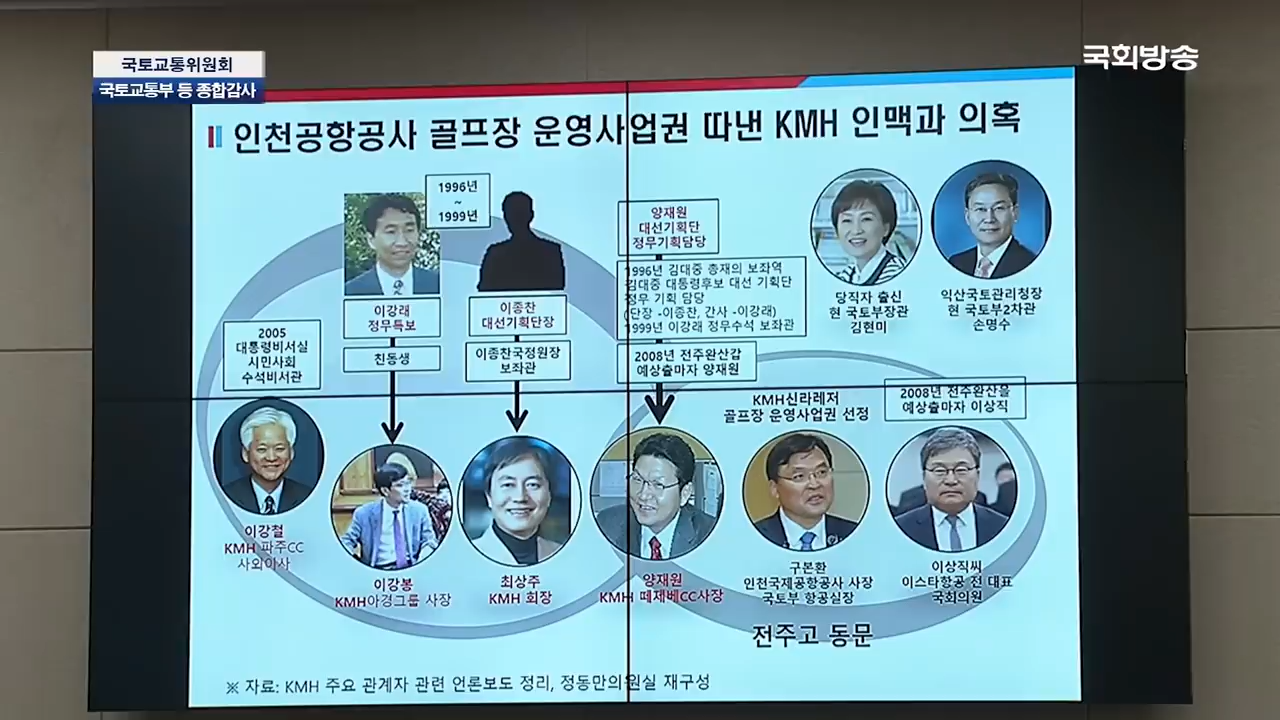 국토교통위원회
국토교통부 등 종합감사
국회방송
인천공항공사 골프장 운영사업권 따낸 KMH 인맥과 의혹
1996년
~
1999년
이강래
정무특보
친동생
이종찬
대선기획단장
이종찬국정원장
보좌관
양재원
대선기획단
정무기획담당
1996년 김대중 총재의 보좌역
김대중 대통령후보 대선 기획단
정무 기획 담당
(단장 -이종찬, 간사 -이강래)
1999년 이강래 정무수석 보좌관
2008년 전주완산갑
예상출마자 양재원
당직자 출신
현 국토부장관
김현미
익산국토관리청장
현 국토부2차관
손명수
2005
대통령비서실
시민사회
수석비서관
KMH신라레저
골프장 운영사업권 선정
2008년 전주완산을
예상출마자 이상직
이강철
KMH 파주CC
사외이사
이강봉
KMH아경그룹 사장
최상주
KMH 회장
양재원
KMH 떼제베CC사장
구본환
인천국제공항공사 사장
국토부 항공실장
이상직씨
이스타항공 전 대표
국회의원
전주고 동문
※ 자료: KMH 주요 관계자 관련 언론보도 정리, 정동만의원실 재구성